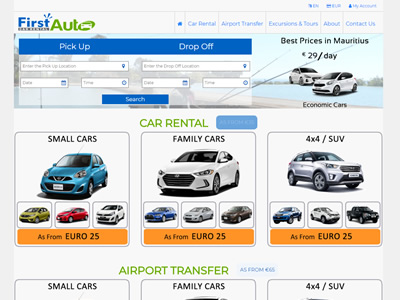 EN EUR My Account
First Auto
CAR RENTALS
Car Rental Airport Transfer Excursions & Tours About Contact Us
Pick Up Drop Off
Enter the Pick Up Location Enter the Drop Off Location
Date Time Date Time
Search
Best Prices in Mauritius
€ 29/day
Economic Cars
CAR RENTAL AS FROM
SMALL CARS FAMILY CARS 4x4 / SUV
As From EURO 25 As From EURO 25 As From EURO 25
AIRPORT TRANSFER AS FROM €65
SMALL CARS FAMILY CARS 4x4 / SUV